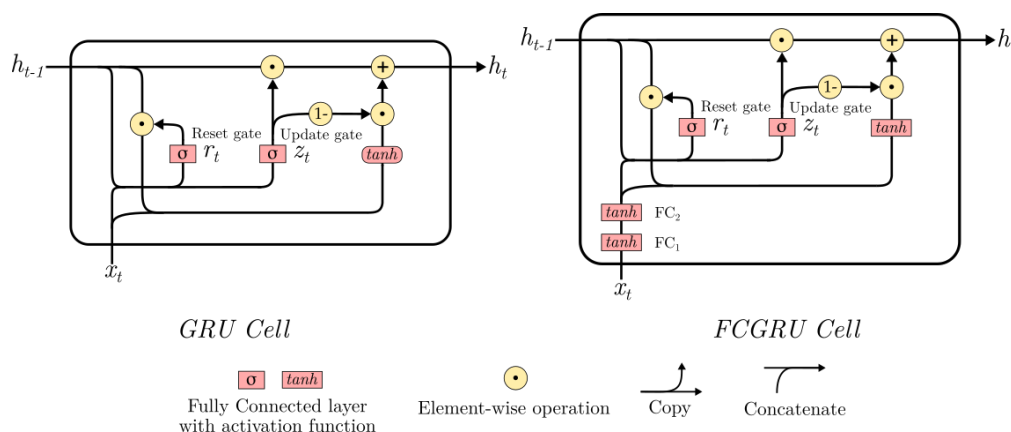 h_{t-1}
h_t
Reset gate
Update gate
1-
σ
r_t
σ
z_t
tanh
x_t
GRU Cell
h_{t-1}
h
Reset gate
Update gate
1-
σ
r_t
σ
z_t
tanh
tanh
FC_2
tanh
FC_1
x_t
FCGRU Cell
σ
tanh
Fully Connected layer
with activation function
Element-wise operation
Copy
Concatenate